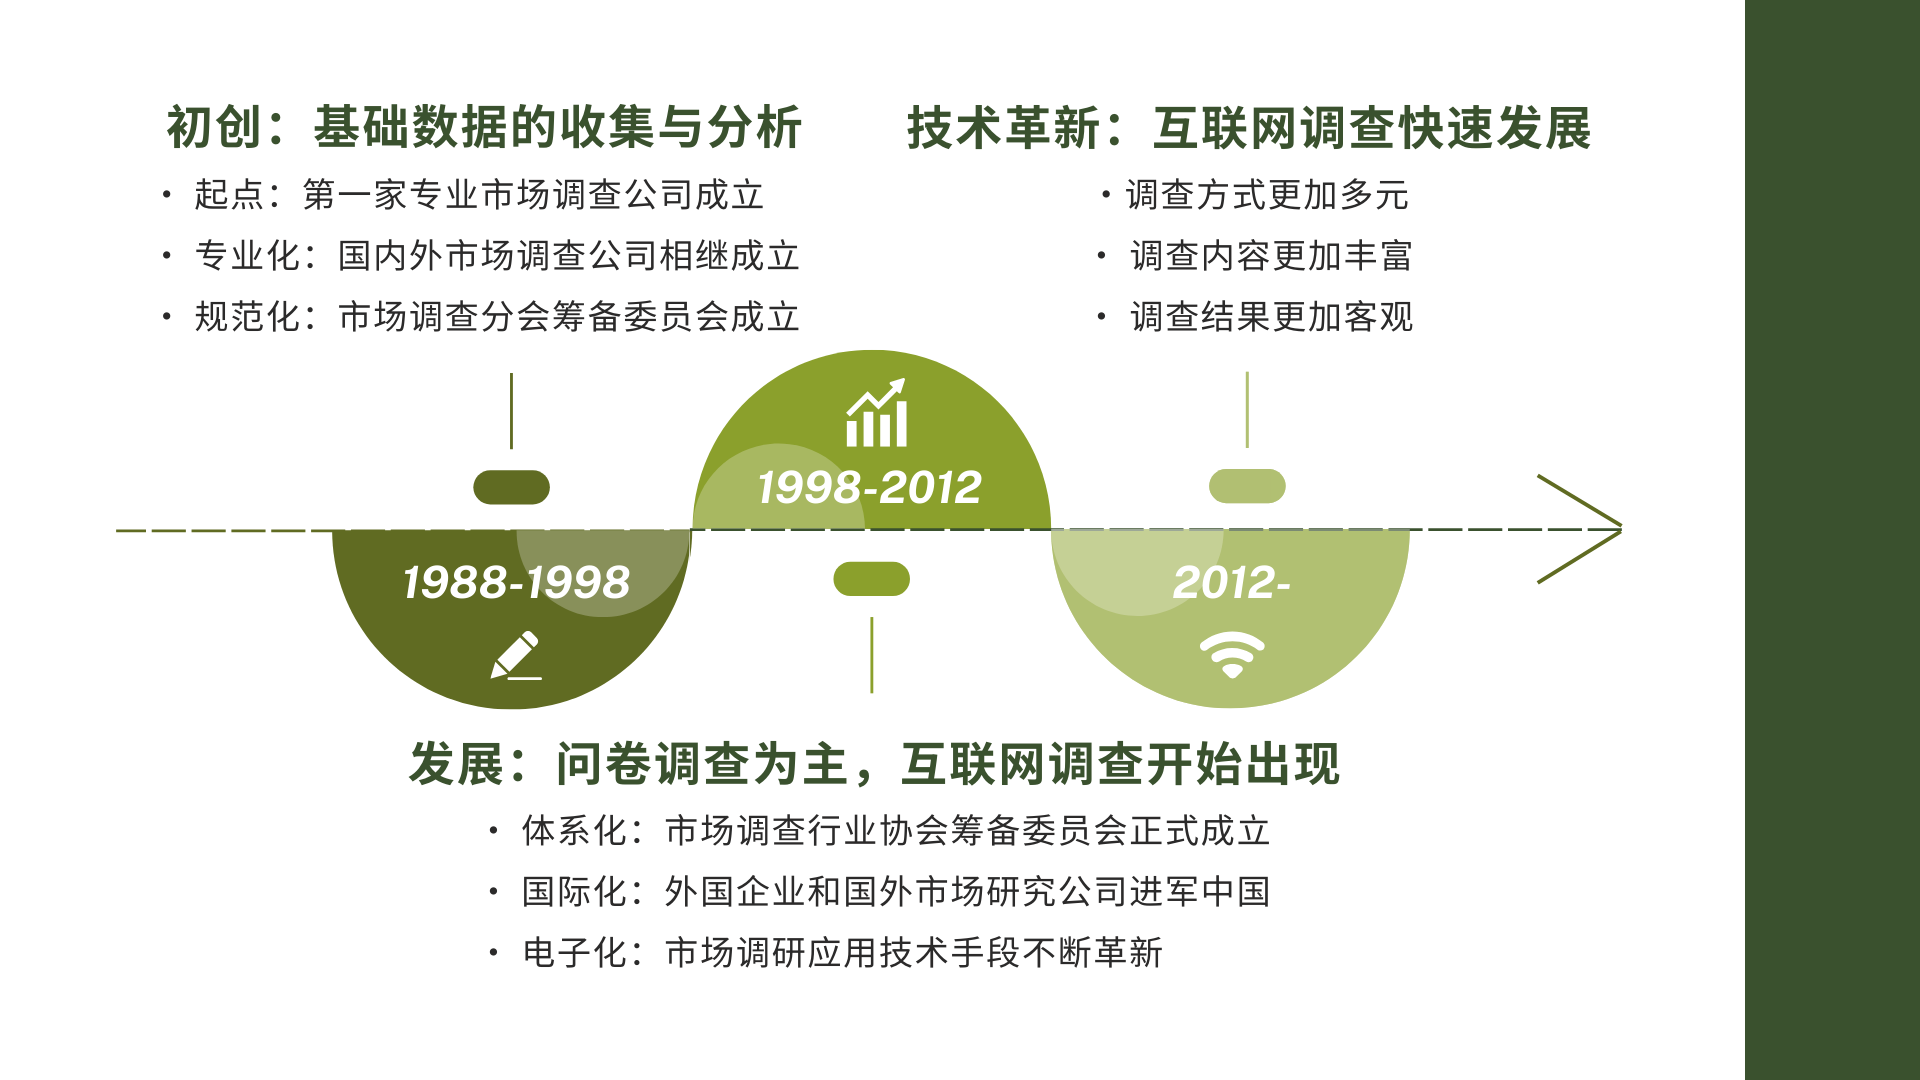 初创：基础数据的收集与分析
• 起点：第一家专业市场调查公司成立
• 专业化：国内外市场调查公司相继成立
• 规范化：市场调查分会筹备委员会成立
技术革新：互联网调查快速发展
• 调查方式更加多元
• 调查内容更加丰富
• 调查结果更加客观
1998-2012
1988-1998
2012-
发展：问卷调查为主，互联网调查开始出现
• 体系化：市场调查行业协会筹备委员会正式成立
• 国际化：外国企业和国外市场研究公司进军中国
• 电子化：市场调研应用技术手段不断革新